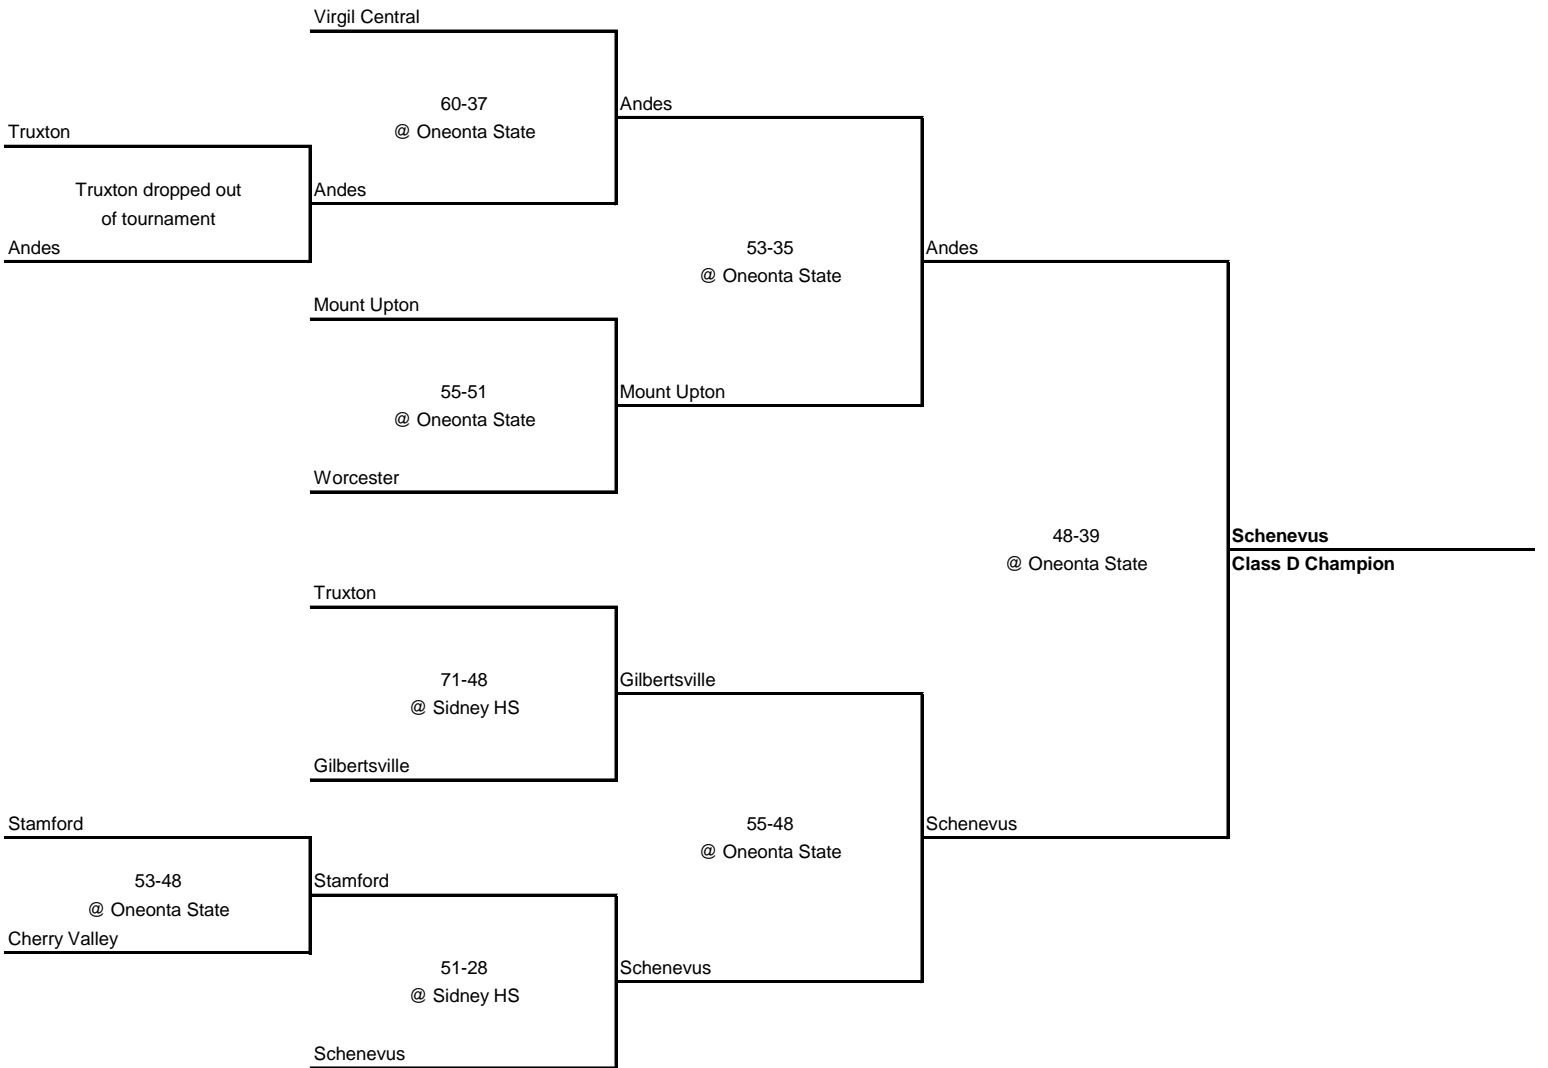 Virgil Central
60-37
@ Oneonta State
Andes
Truxton
Truxton dropped out
of tournament
Andes
Andes
53-35
@ Oneonta State
Andes
Mount Upton
55-51
@ Oneonta State
Mount Upton
Worcester
48-39
@ Oneonta State
Schenevus
Class D Champion
Truxton
71-48
@ Sidney HS
Gilbertsville
Gilbertsville
Stamford
55-48
@ Oneonta State
Schenevus
53-48
@ Oneonta State
Stamford
Cherry Valley
51-28
@ Sidney HS
Schenevus
Schenevus